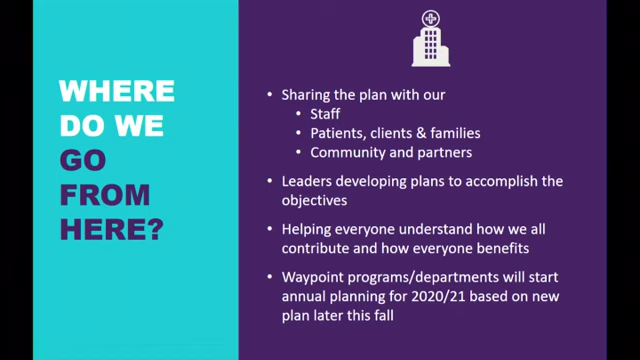 WHERE
DO WE
GO
FROM
HERE?
• Sharing the plan with our
• Staff
• Patients, clients & families
• Community and partners
• Leaders developing plans to accomplish the
objectives
• Helping everyone understand how we all
contribute and how everyone benefits
• Waypoint programs/departments will start
annual planning for 2020/21 based on new
plan later this fall